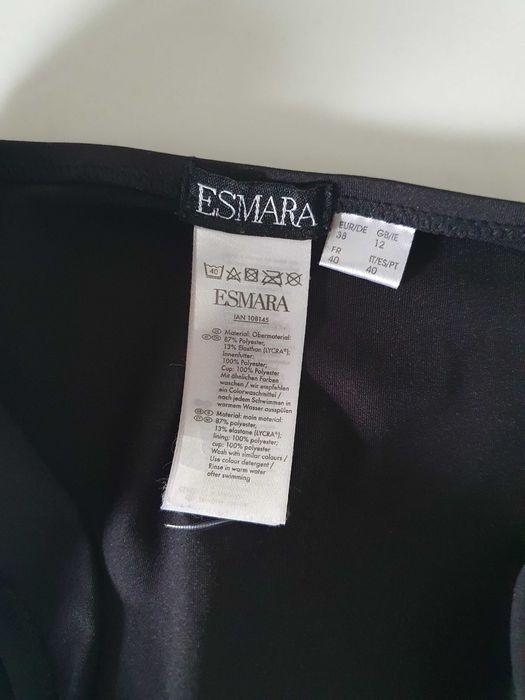 ESMARA
EUR/DE GB/IE
38 12
FR IT/ES/PT
40 40
40
ESMARA
IAN 108145
Material: Obermaterial:
87% Polyester,
13% Elasthan (LYCRA®);
Innenfutter:
100% Polyester;
Cup: 100% Polyester
Mit ähnlichen Farben
waschen / wir empfehlen
ein Colorwaschmittel /
nach jedem Schwimmen in
warmem Wasser ausspülen
Material: main material:
87% polyester,
13% elastane (LYCRA®);
lining: 100% polyester;
cup: 100% polyester
Wash with similar colours /
Use colour detergent /
Rinse in warm water
after swimming